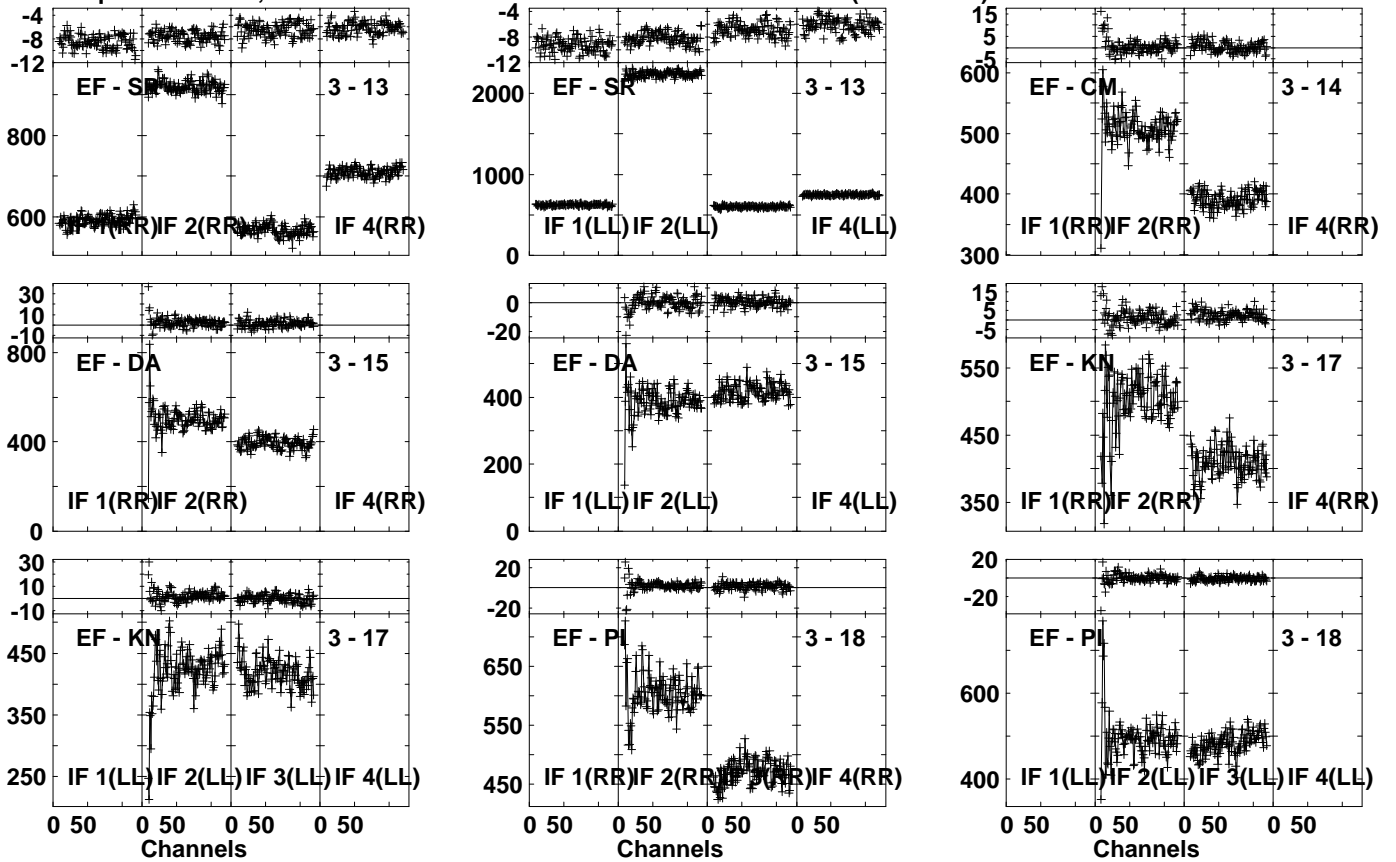 -4
-8
-12
EF - SR
3 - 13
800
600
IF 1(RR) IF 2(RR) IF 4(RR)
-4
-8
-12
EF - SR
3 - 13
2000
1000
0
IF 1(LL) IF 2(LL) IF 4(LL)
15
5
-5
600
EF - CM
3 - 14
500
400
300
IF 1(RR) IF 2(RR) IF 4(RR)
30
10
-10
800
EF - DA
3 - 15
400
0
IF 1(RR) IF 2(RR) IF 4(RR)
0
-20
EF - DA
3 - 15
400
200
0
IF 1(LL) IF 2(LL) IF 4(LL)
15
5
-5
EF - KN
3 - 17
550
450
350
IF 1(RR) IF 2(RR) IF 4(RR)
30
10
-10
EF - KN
3 - 17
450
350
250
IF 1(LL) IF 2(LL) IF 3(LL) IF 4(LL)
0 50 0 50 0 50 0 50
Channels
20
-20
EF - PI
3 - 18
650
550
450
IF 1(RR) IF 2(RR) IF 3(RR) IF 4(RR)
0 50 0 50 0 50 0 50
Channels
20
-20
EF - PI
3 - 18
600
400
IF 1(LL) IF 2(LL) IF 3(LL) IF 4(LL)
0 50 0 50 0 50 0 50
Channels